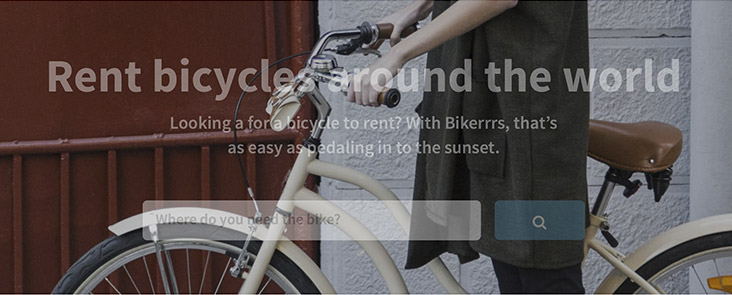 Rent bicycles around the world
Looking a for a bicycle to rent? With Bikerrrs, that's
as easy as pedaling in to the sunset.
Where do you need the bike?